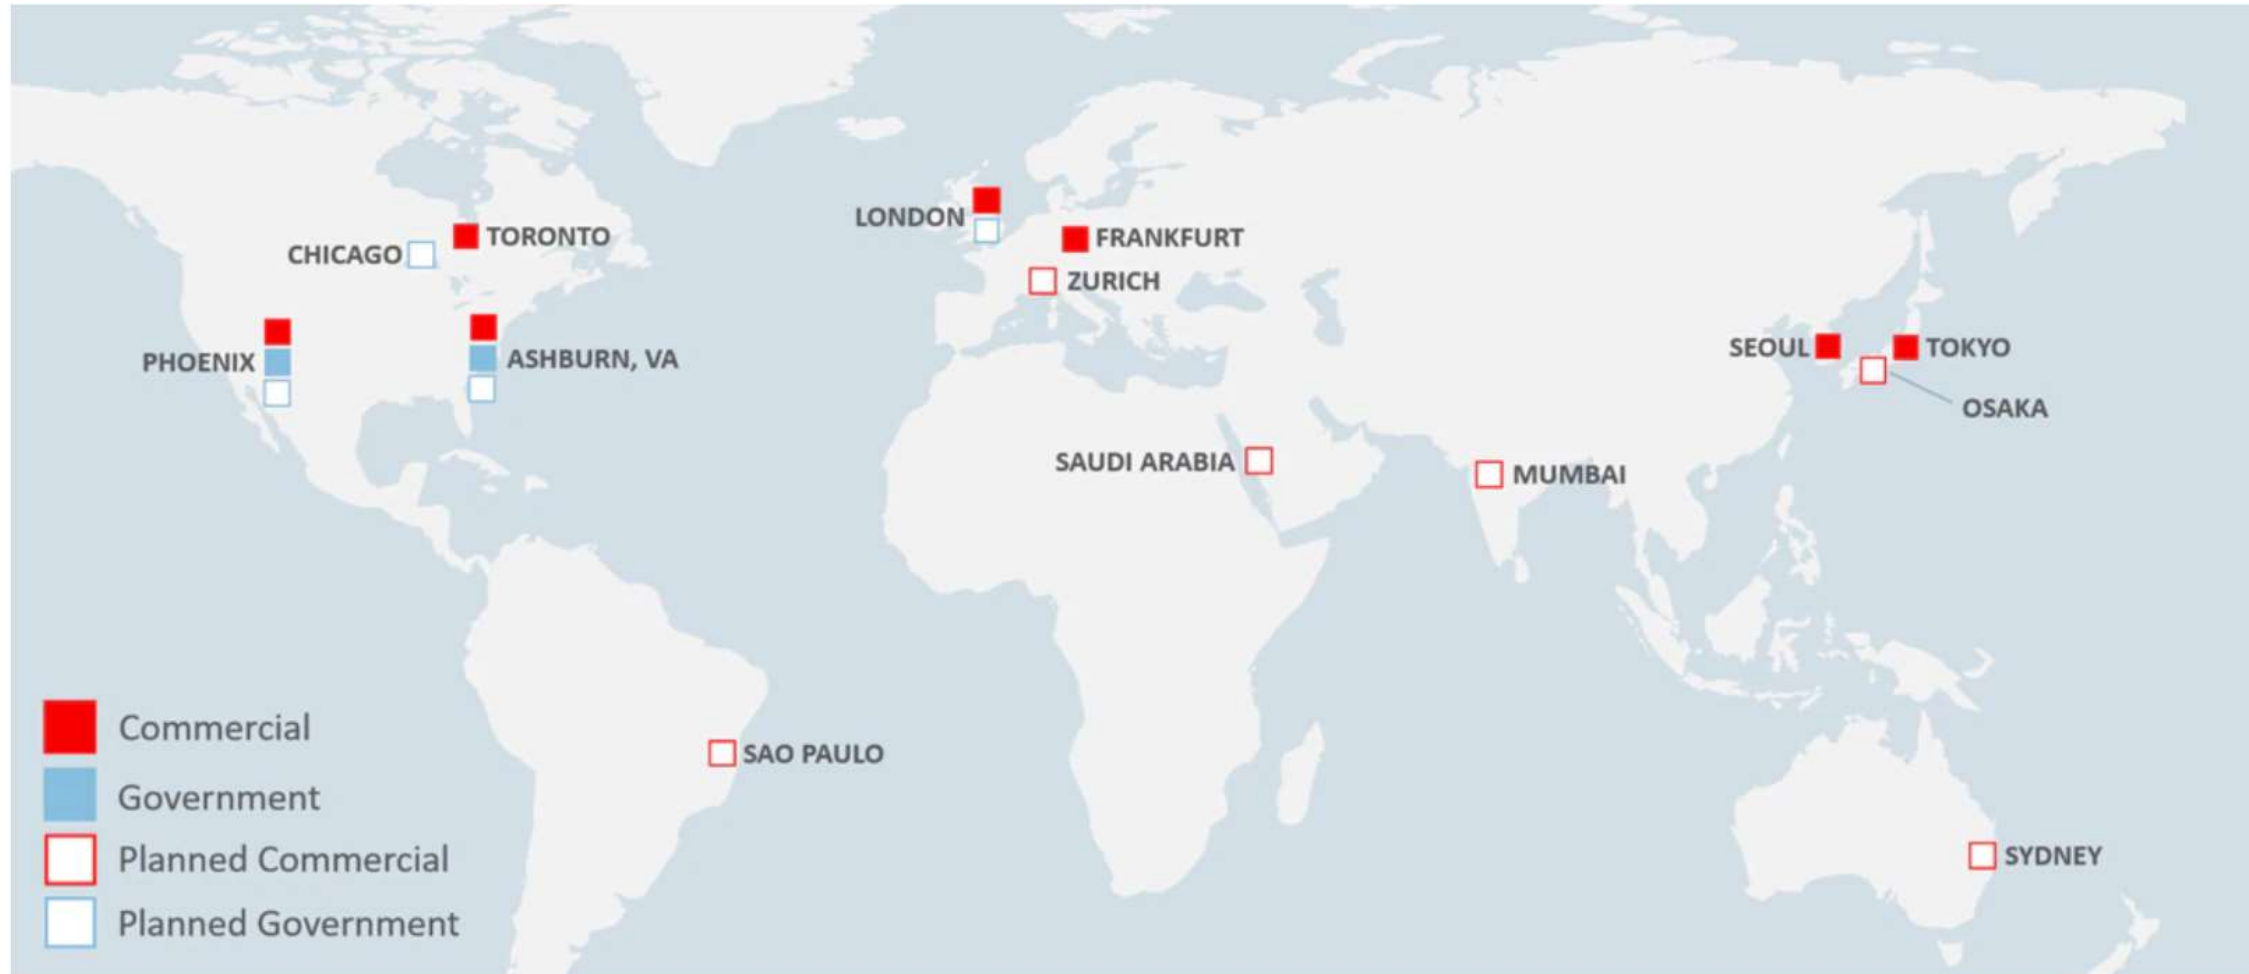 LONDON
TORONTO
FRANKFURT
CHICAGO
ZURICH
SEOUL
TOKYO
PHOENIX
ASHBURN, VA
OSAKA
SAUDI ARABIA
MUMBAI
Commercial
SAO PAULO
Government
Planned Commercial
SYDNEY
Planned Government